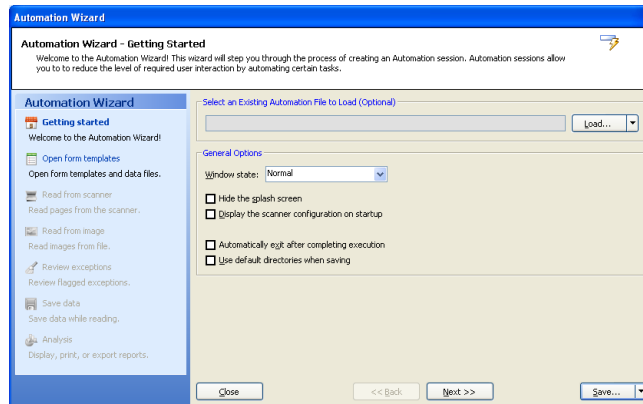 Automation Wizard
Automation Wizard - Getting Started
Welcome to the Automation Wizard! This wizard will step you through the process of creating an Automation session. Automation sessions allow
you to to reduce the level of required user interaction by automating certain tasks.
Automation Wizard
Getting started
Welcome to the Automation Wizard!
Open form templates
Open form templates and data files.
Read from scanner
Read pages from the scanner.
Read from image
Read images from file.
Review exceptions
Review flagged exceptions.
Save data
Save data while reading.
Analysis
Display, print, or export reports.
Select an Existing Automation File to Load (Optional)
Load...
General Options
Window state: Normal
Hide the splash screen
Display the scanner configuration on startup
Automatically exit after completing execution
Use default directories when saving
Close
<< Back
Next >>
Save...